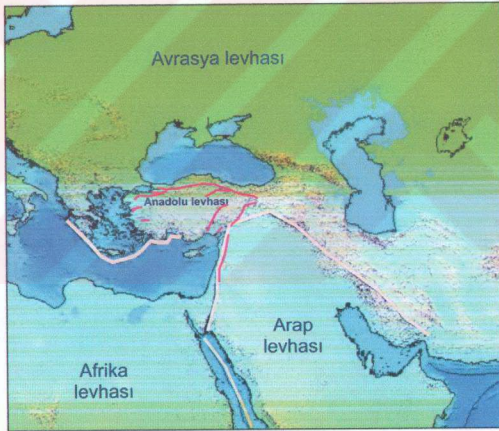 Avrasya levhası
Anadolu levhası
Arap
levhası
Afrika
levhası